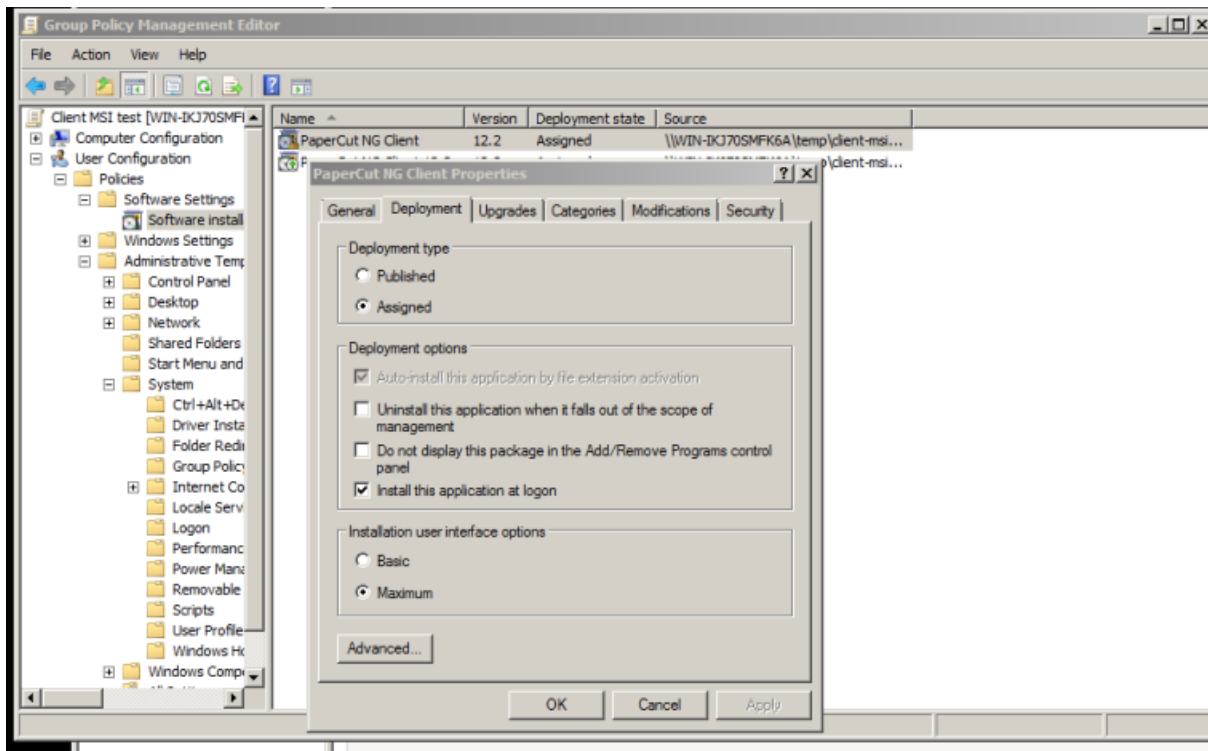 Group Policy Management Editor
File Action View Help
Client MSI test [WIN-IKJ70SMFI
Computer Configuration
User Configuration
Policies
Software Settings
Software install
Windows Settings
Administrative Temp
Control Panel
Desktop
Network
Shared Folders
Start Menu and
System
Ctrl+Alt+De
Driver Insta
Folder Redi
Group Policy
Internet Co
Locale Serv
Logon
Performanc
Power Mana
Removable
Scripts
User Profile
Windows Ho
Windows Compo
Name Version Deployment state Source
PaperCut NG Client 12.2 Assigned \\WIN-IKJ70SMFK6A\temp\client-msi...
p\client-msi...
PaperCut NG Client Properties
General Deployment Upgrades Categories Modifications Security
Deployment type
Published
Assigned
Deployment options
Auto-install this application by file extension activation
Uninstall this application when it falls out of the scope of
management
Do not display this package in the Add/Remove Programs control
panel
Install this application at logon
Installation user interface options
Basic
Maximum
Advanced...
OK Cancel Apply